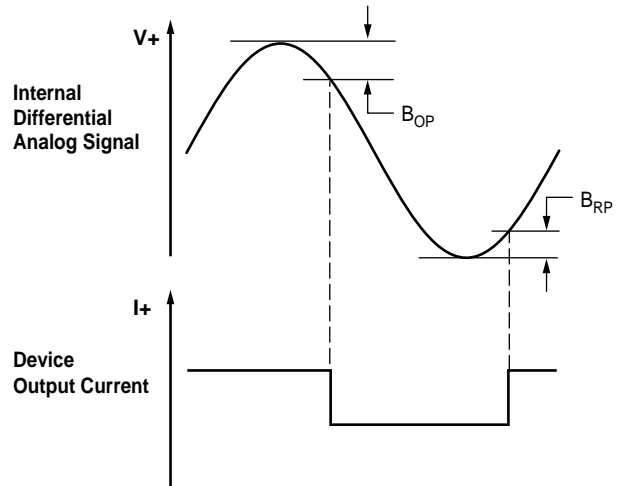 V+
Internal
Differential
Analog Signal
B_OP
B_RP
I+
Device
Output Current